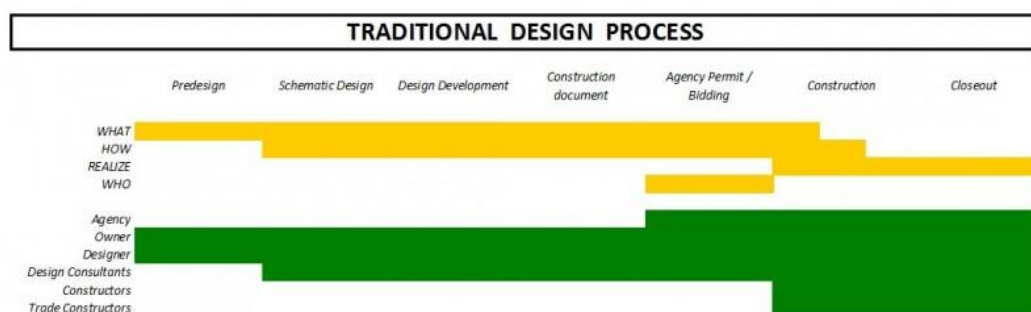 TRADITIONAL DESIGN PROCESS
Predesign Schematic Design Design Development Construction document Agency Permit / Bidding Construction Closeout
WHAT
HOW
REALIZE
WHO
Agency
Owner
Designer
Design Consultants
Constructors
Trade Constructors